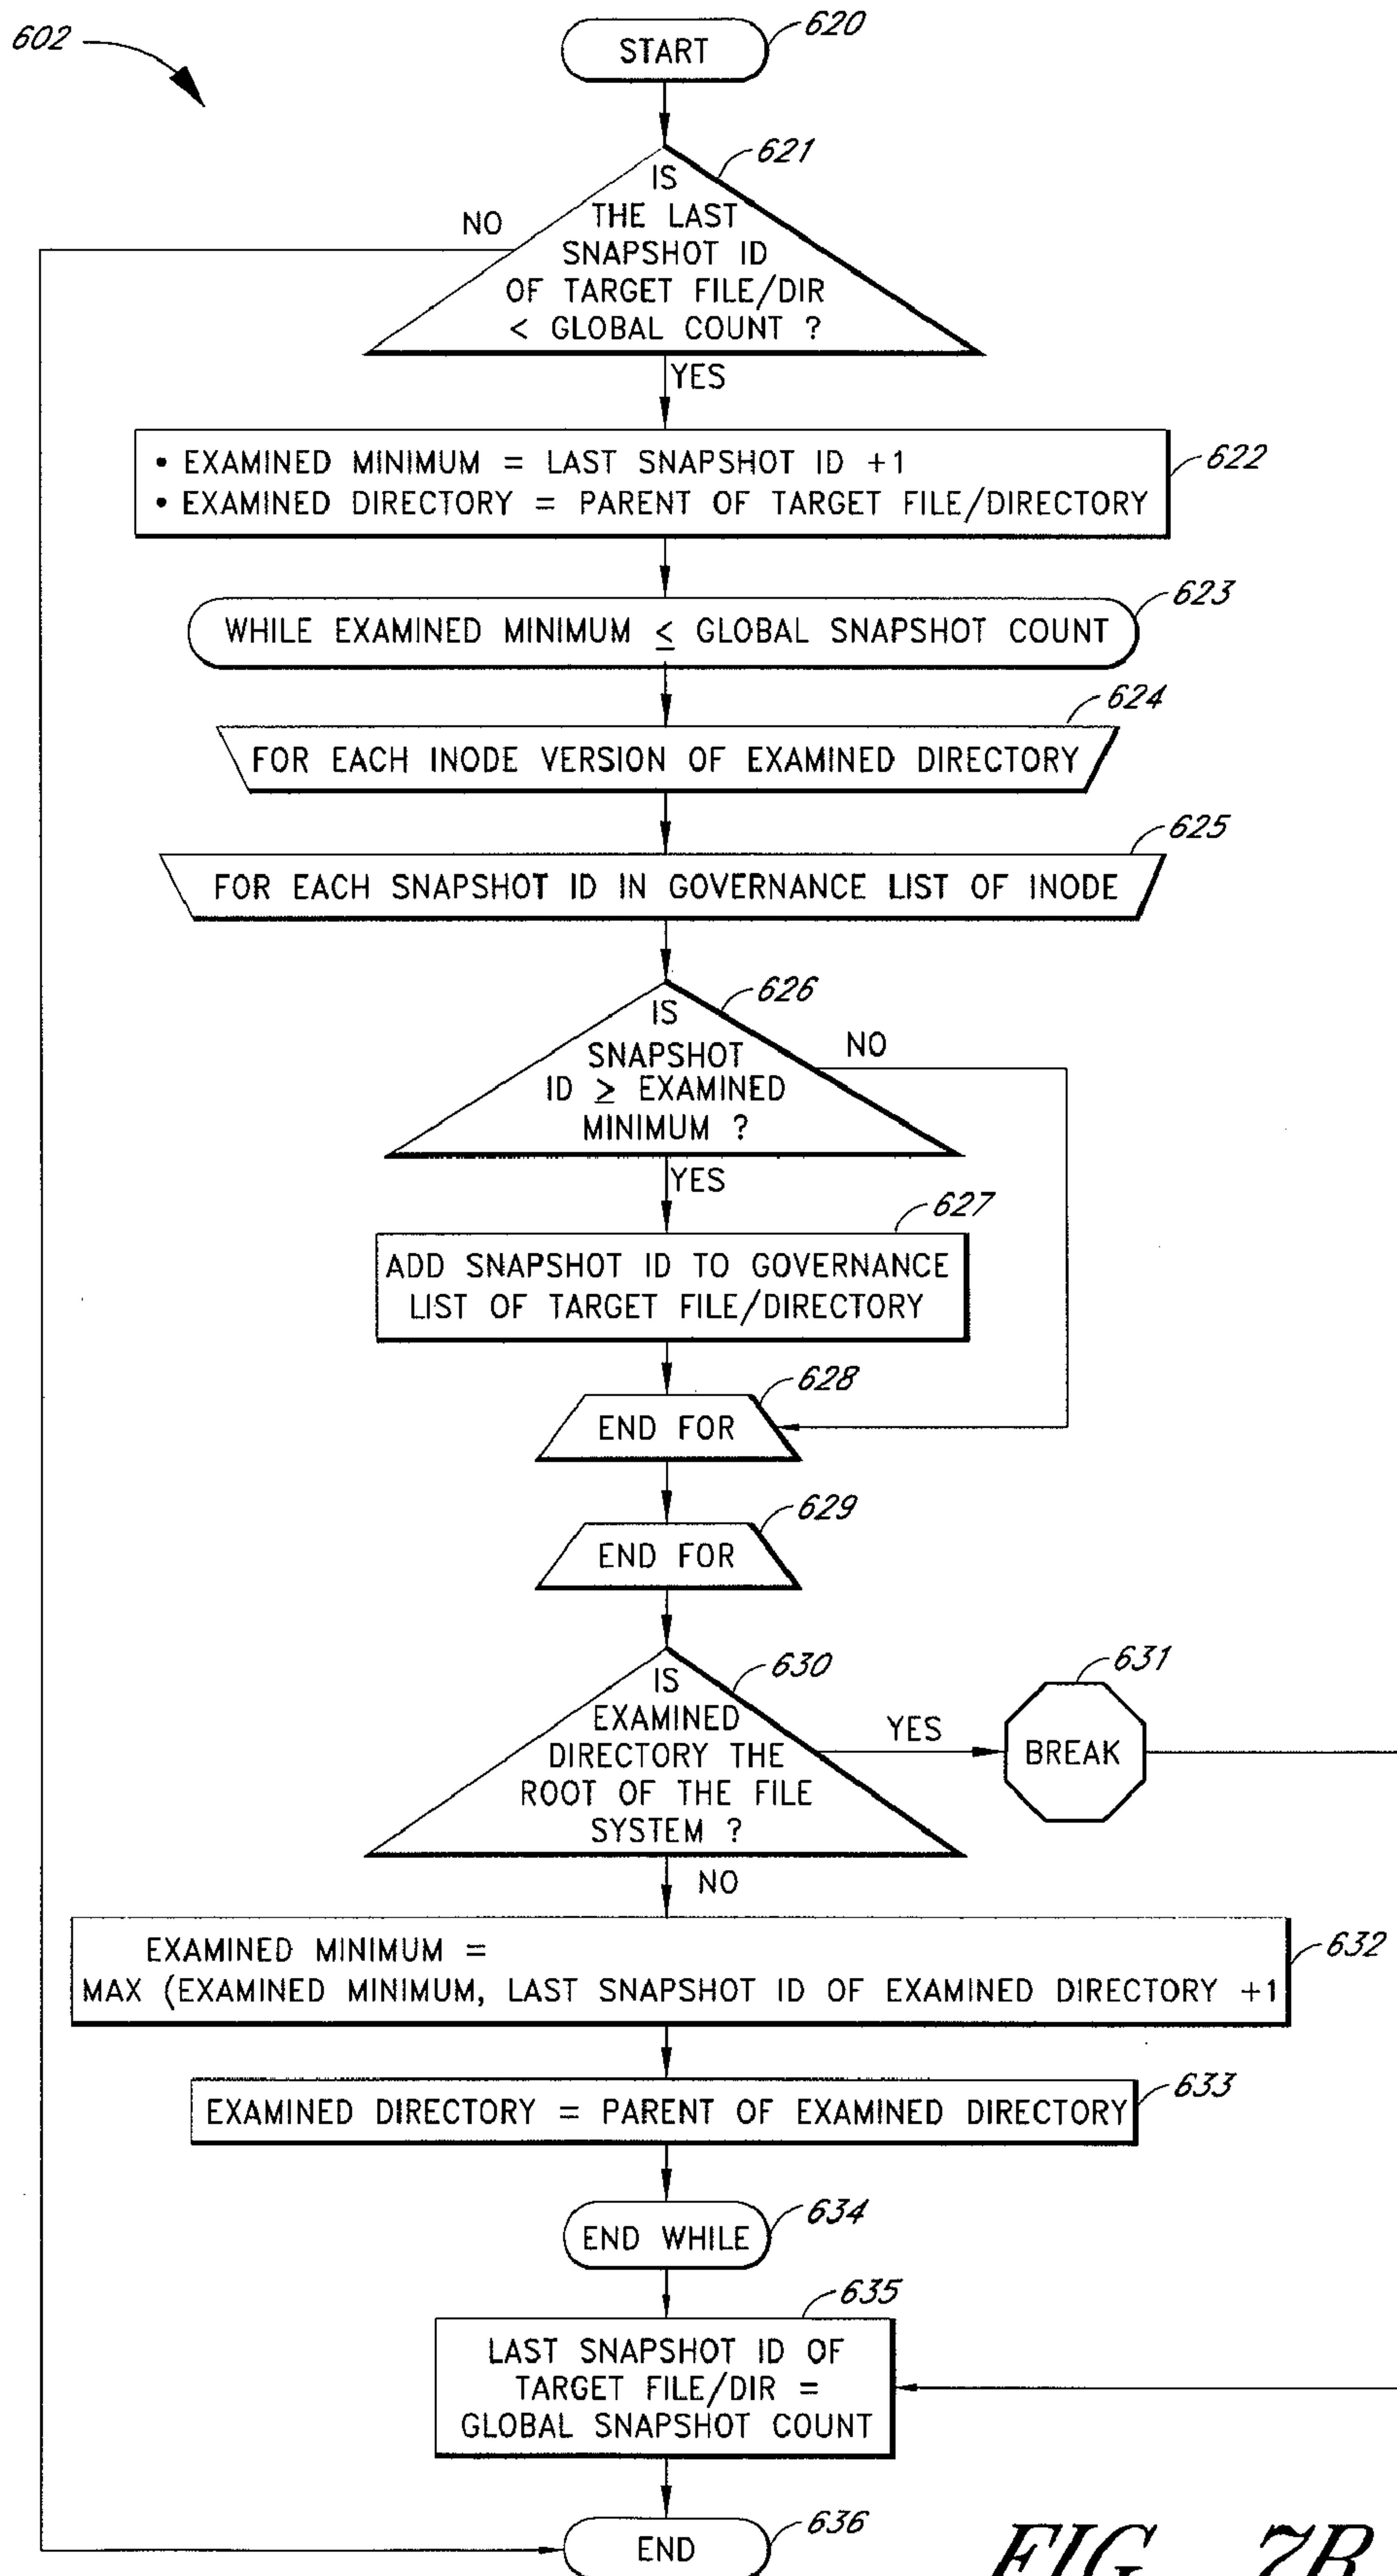 602
START
620
621
IS
THE LAST
SNAPSHOT ID
OF TARGET FILE/DIR
< GLOBAL COUNT ?
NO
YES
• EXAMINED MINIMUM = LAST SNAPSHOT ID +1
• EXAMINED DIRECTORY = PARENT OF TARGET FILE/DIRECTORY
622
623
WHILE EXAMINED MINIMUM ≤ GLOBAL SNAPSHOT COUNT
624
FOR EACH INODE VERSION OF EXAMINED DIRECTORY
625
FOR EACH SNAPSHOT ID IN GOVERNANCE LIST OF INODE
626
IS
SNAPSHOT
ID ≥ EXAMINED
MINIMUM ?
NO
YES
627
ADD SNAPSHOT ID TO GOVERNANCE
LIST OF TARGET FILE/DIRECTORY
628
END FOR
629
END FOR
630
IS
EXAMINED
DIRECTORY THE
ROOT OF THE FILE
SYSTEM ?
YES
631
BREAK
NO
EXAMINED MINIMUM =
MAX (EXAMINED MINIMUM, LAST SNAPSHOT ID OF EXAMINED DIRECTORY +1
632
633
EXAMINED DIRECTORY = PARENT OF EXAMINED DIRECTORY
634
END WHILE
635
LAST SNAPSHOT ID OF
TARGET FILE/DIR =
GLOBAL SNAPSHOT COUNT
636
END
FIG. 7B